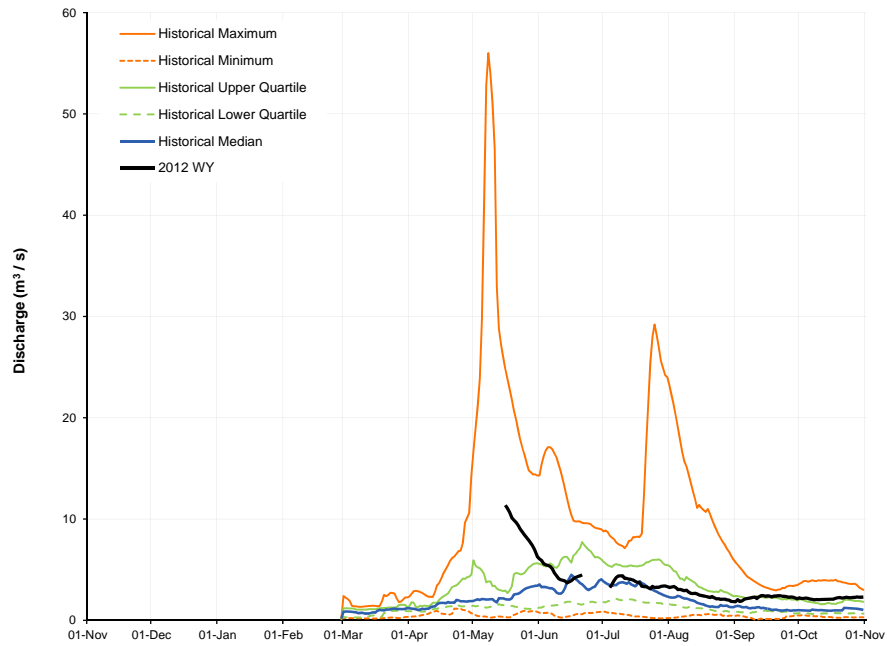 60
50
40
30
20
10
0
Discharge (m³ / s)
Historical Maximum
Historical Minimum
Historical Upper Quartile
Historical Lower Quartile
Historical Median
2012 WY
01-Nov 01-Dec 01-Jan 01-Feb 01-Mar 01-Apr 01-May 01-Jun 01-Jul 01-Aug 01-Sep 01-Oct 01-Nov